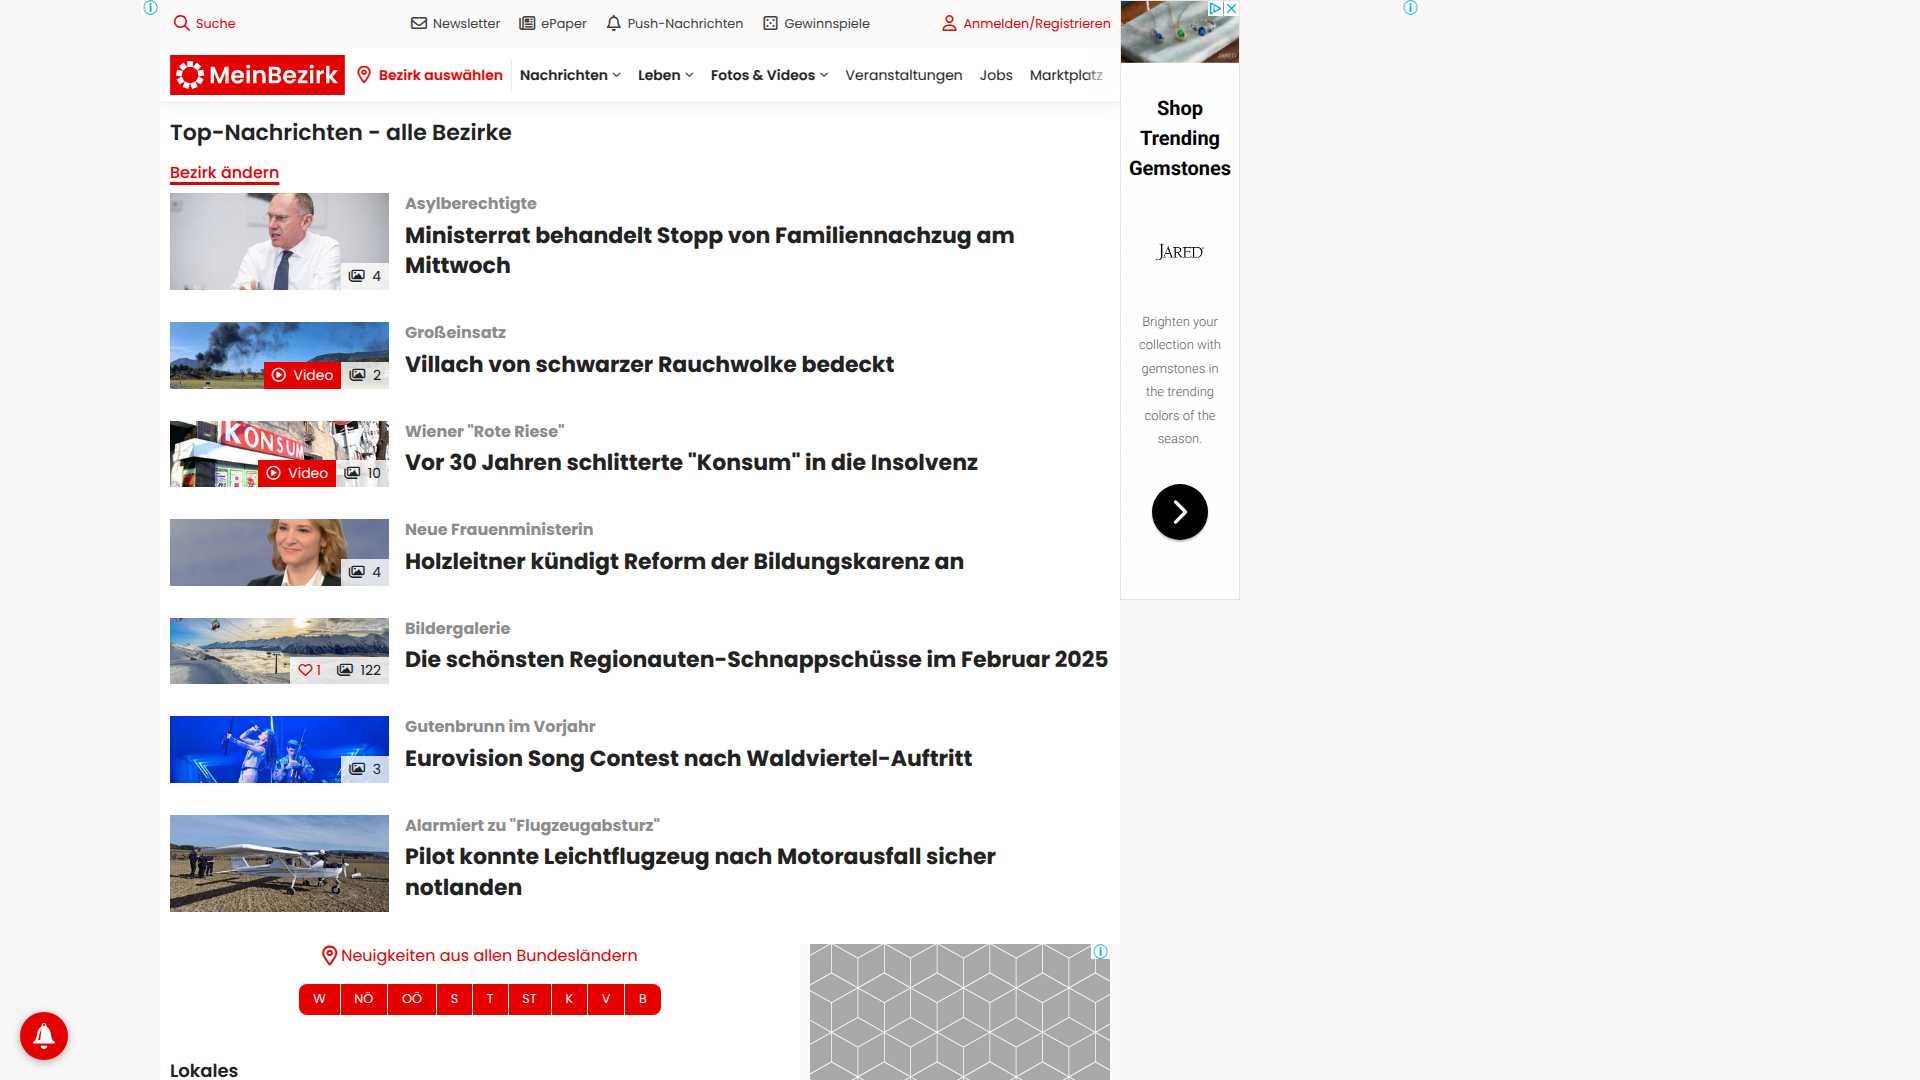 Suche
Newsletter
ePaper
Push-Nachrichten
Gewinnspiele
Anmelden/Registrieren
MeinBezirk
Bezirk auswählen
Nachrichten
Leben
Fotos & Videos
Veranstaltungen
Jobs
Marktplatz
Top-Nachrichten - alle Bezirke
Bezirk ändern
4
Asylberechtigte
Ministerrat behandelt Stopp von Familiennachzug am
Mittwoch
Video 2
Großeinsatz
Villach von schwarzer Rauchwolke bedeckt
KONSUM
Video 10
Wiener "Rote Riese"
Vor 30 Jahren schlitterte "Konsum" in die Insolvenz
4
Neue Frauenministerin
Holzleitner kündigt Reform der Bildungskarenz an
1 122
Bildergalerie
Die schönsten Regionauten-Schnappschüsse im Februar 2025
3
Gutenbrunn im Vorjahr
Eurovision Song Contest nach Waldviertel-Auftritt
Alarmiert zu "Flugzeugabsturz"
Pilot konnte Leichtflugzeug nach Motorausfall sicher
notlanden
Neuigkeiten aus allen Bundesländern
W NÖ OÖ S T ST K V B
Lokales
Shop
Trending
Gemstones
JARED
Brighten your
collection with
gemstones in
the trending
colors of the
season.